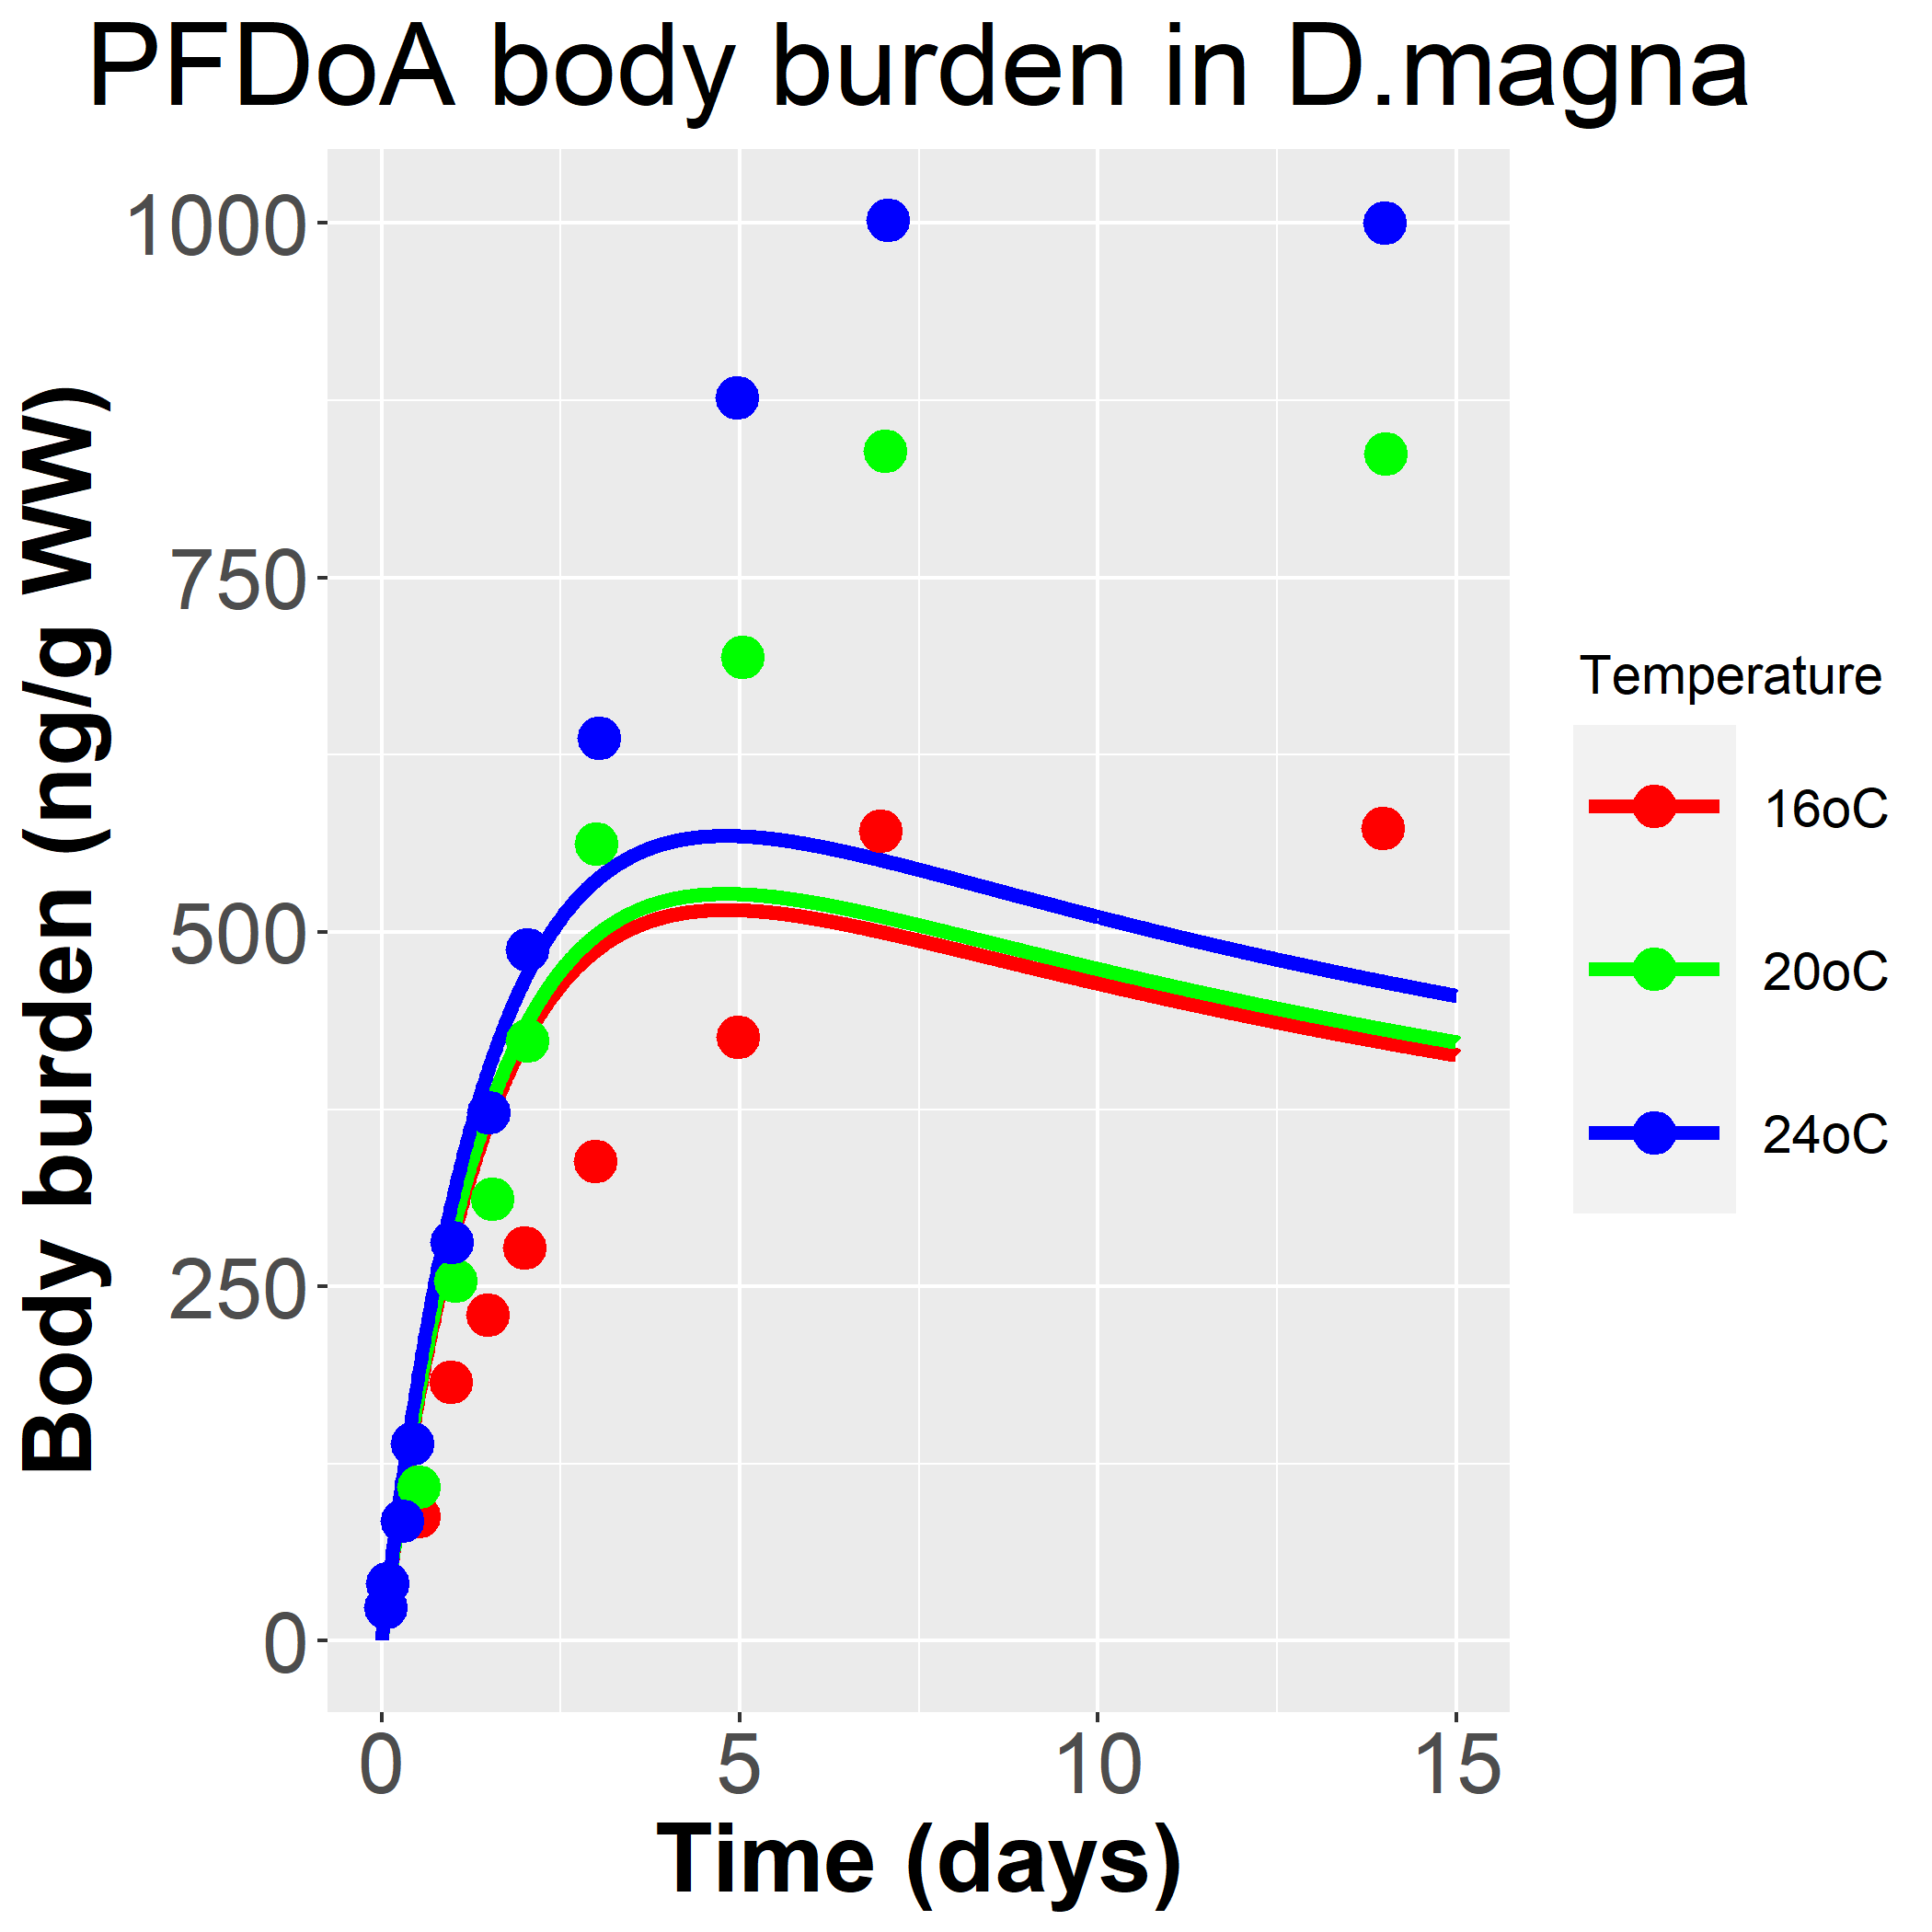 PFDoA body burden in D.magna
Body burden (ng/g WW)
1000
750
500
250
0
0 5 10 15
Time (days)
Temperature
16oC
20oC
24oC